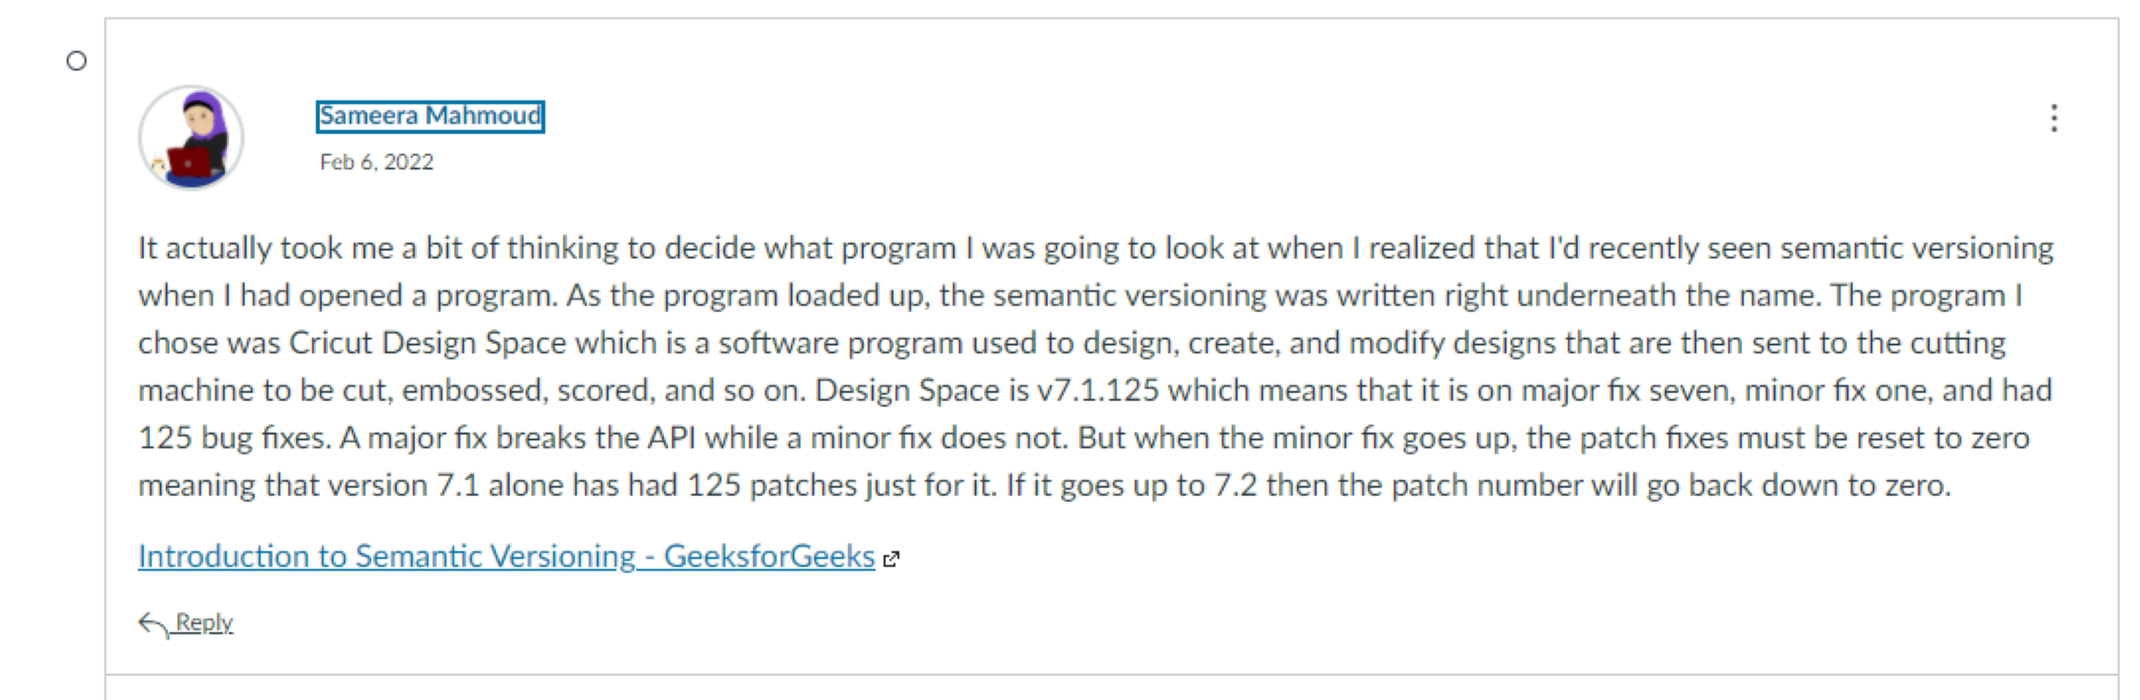 Sameera Mahmoud
Feb 6, 2022
It actually took me a bit of thinking to decide what program I was going to look at when I realized that I'd recently seen semantic versioning
when I had opened a program. As the program loaded up, the semantic versioning was written right underneath the name. The program I
chose was Cricut Design Space which is a software program used to design, create, and modify designs that are then sent to the cutting
machine to be cut, embossed, scored, and so on. Design Space is v7.1.125 which means that it is on major fix seven, minor fix one, and had
125 bug fixes. A major fix breaks the API while a minor fix does not. But when the minor fix goes up, the patch fixes must be reset to zero
meaning that version 7.1 alone has had 125 patches just for it. If it goes up to 7.2 then the patch number will go back down to zero.
Introduction to Semantic Versioning - GeeksforGeeks
Reply